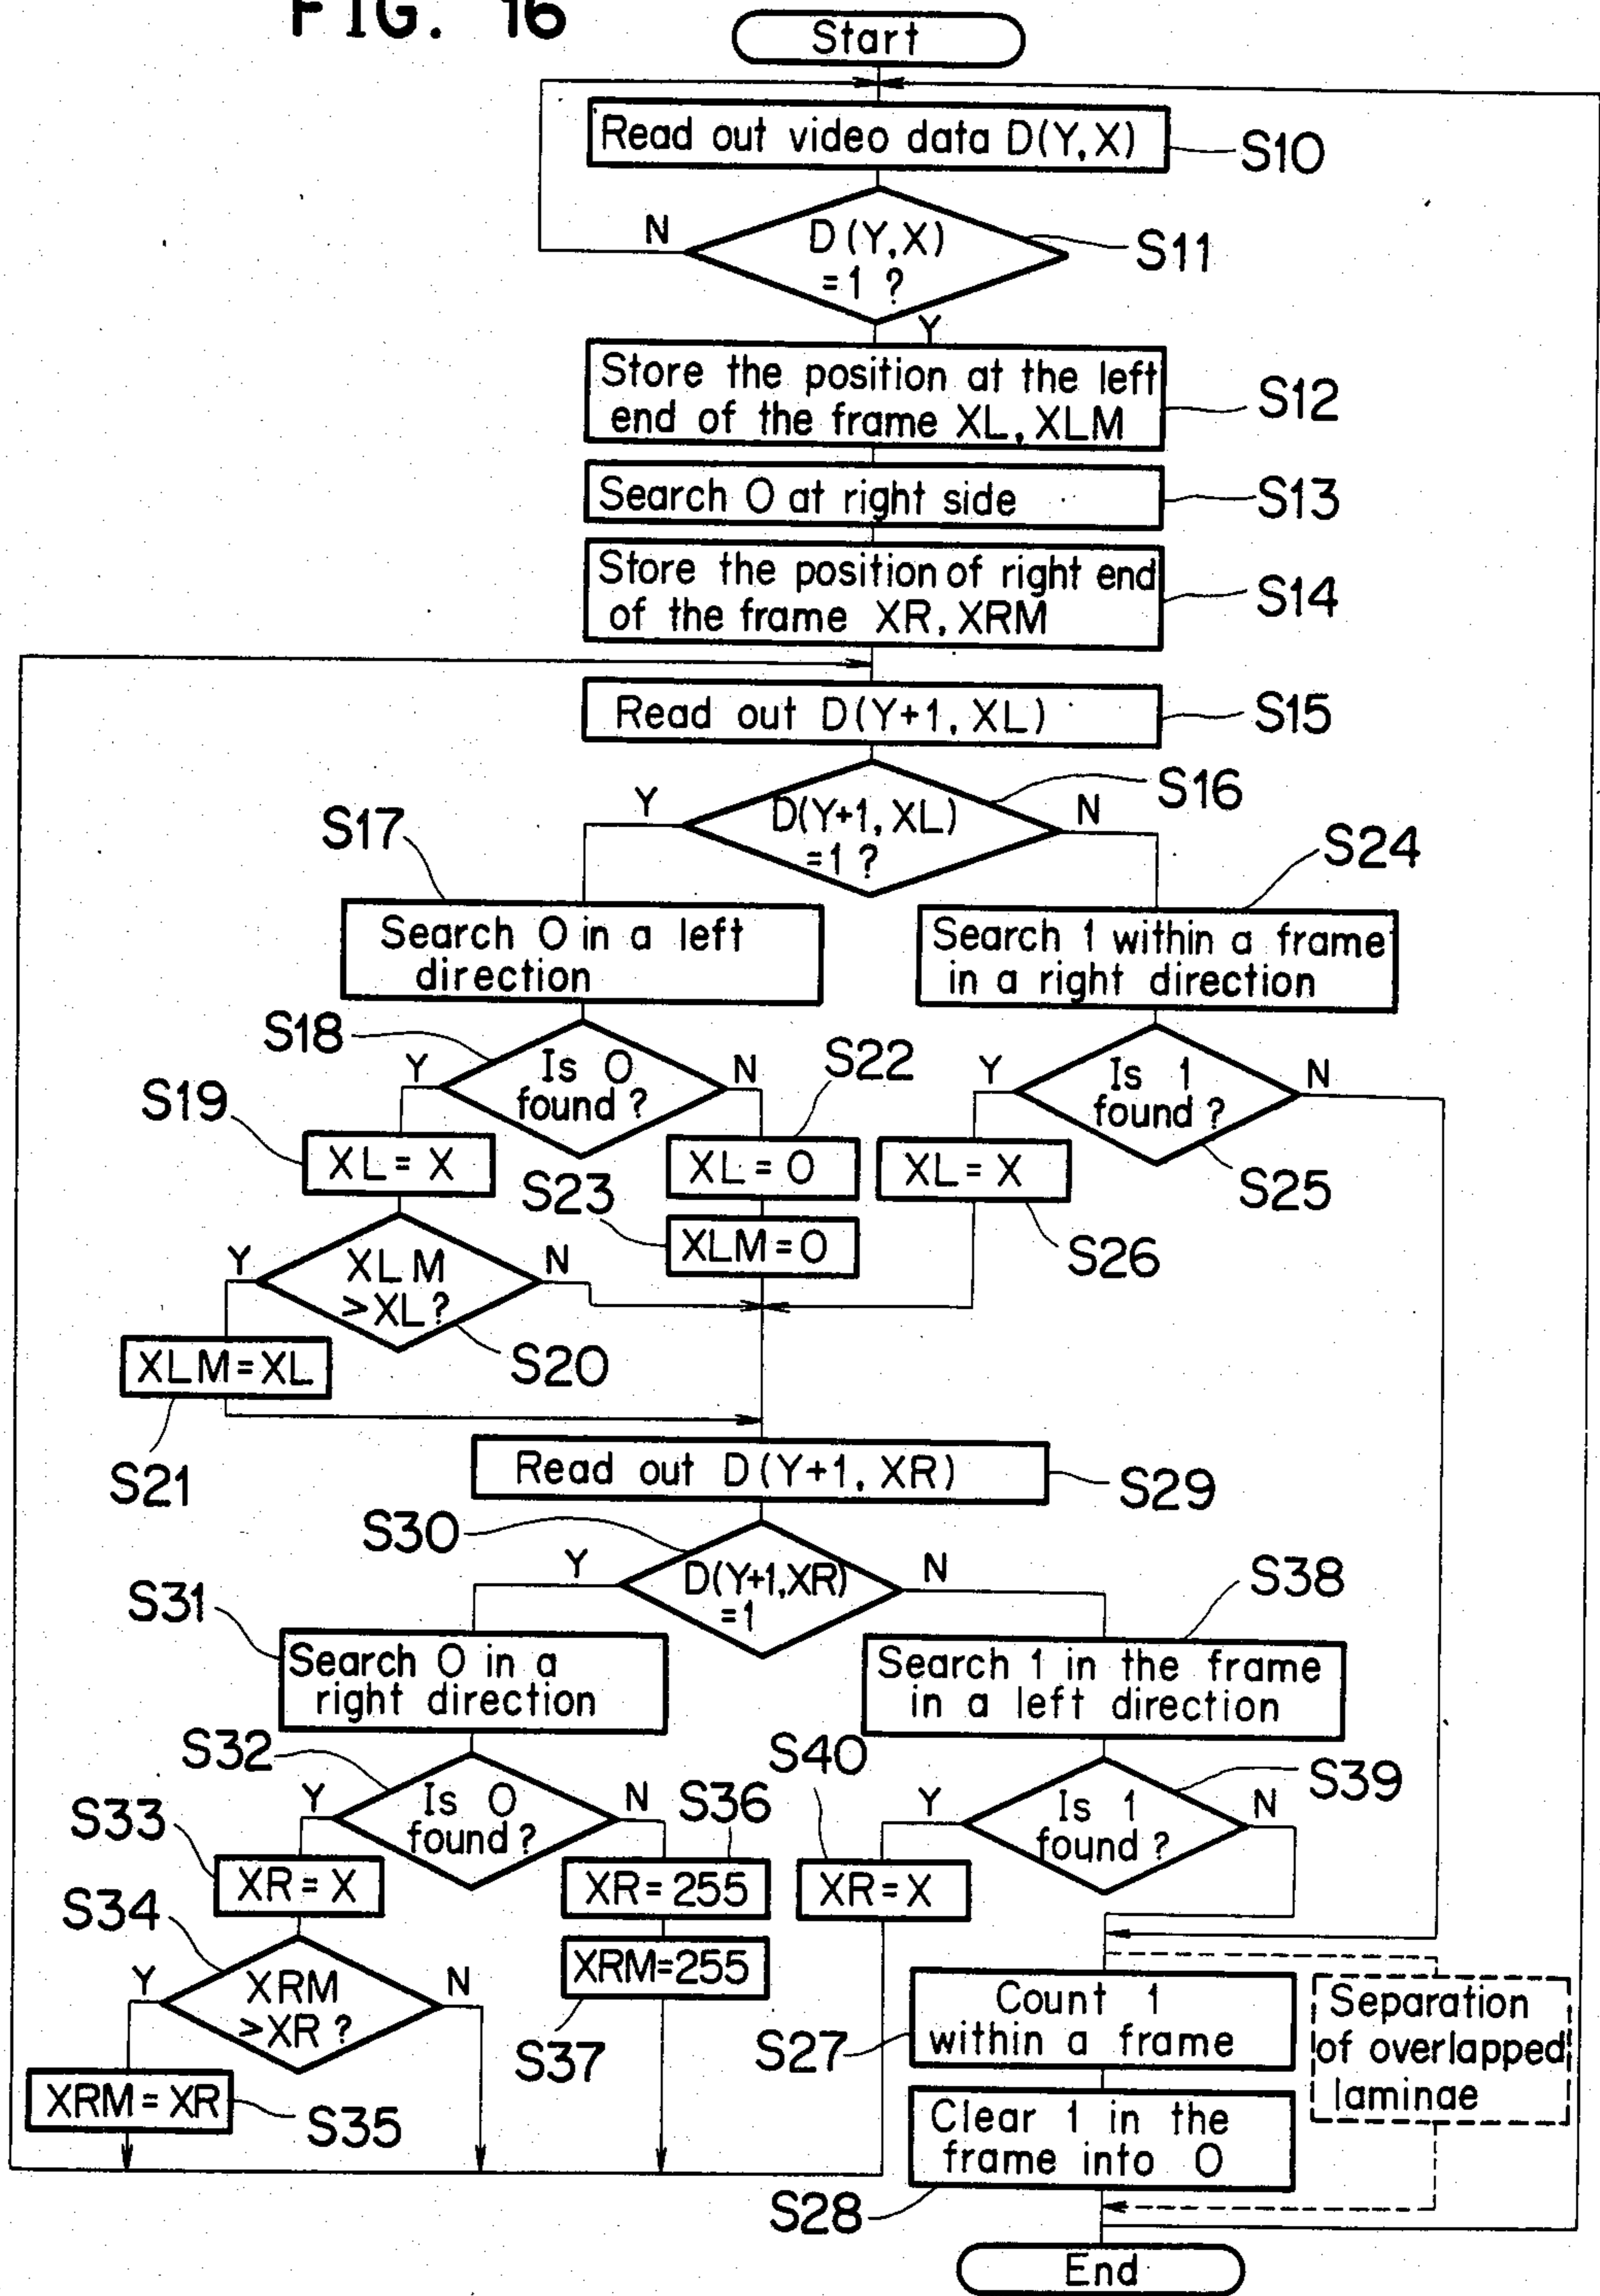 FIG. 16
Start
Read out video data D(Y,X)
S10
N
D(Y,X)
=1 ?
S11
Y
Store the position at the left
end of the frame XL, XLM
S12
Search 0 at right side
S13
Store the position of right end
of the frame XR, XRM
S14
Read out D(Y+1, XL)
S15
S16
Y
D(Y+1, XL)
=1 ?
N
S17
S24
Search 0 in a left
direction
Search 1 within a frame
in a right direction
S18
Y
Is 0
found ?
N
S22
Y
Is 1
found ?
N
S19
XL = X
XL = 0
XL = X
S25
S23
XLM = 0
S26
Y
XLM
>XL ?
N
S20
XLM = XL
S21
Read out D(Y+1, XR)
S29
S30
Y
D(Y+1,XR)
=1
N
S31
S38
Search 0 in a
right direction
Search 1 in the frame
in a left direction
S32
Y
Is 0
found ?
N
S36
S40
Y
Is 1
found ?
N
S39
S33
XR = X
XR = 255
XR = X
S34
XRM=255
Y
XRM
>XR ?
N
S37
Count 1
within a frame
S27
Separation
of overlapped
laminae
XRM = XR
S35
Clear 1 in the
frame into 0
S28
End